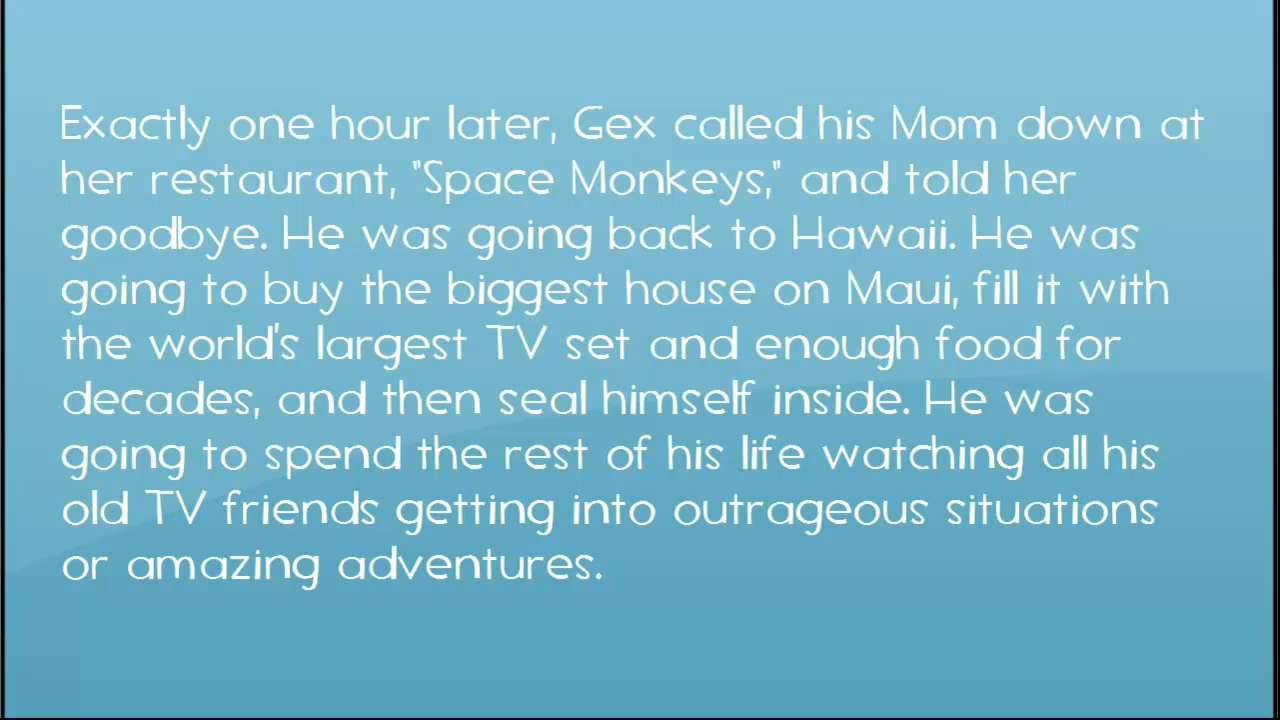 Exactly one hour later, Gex called his Mom down at
her restaurant, "Space Monkeys," and told her
goodbye. He was going back to Hawaii. He was
going to buy the biggest house on Maui, fill it with
the world's largest TV set and enough food for
decades, and then seal himself inside. He was
going to spend the rest of his life watching all his
old TV friends getting into outrageous situations
or amazing adventures.